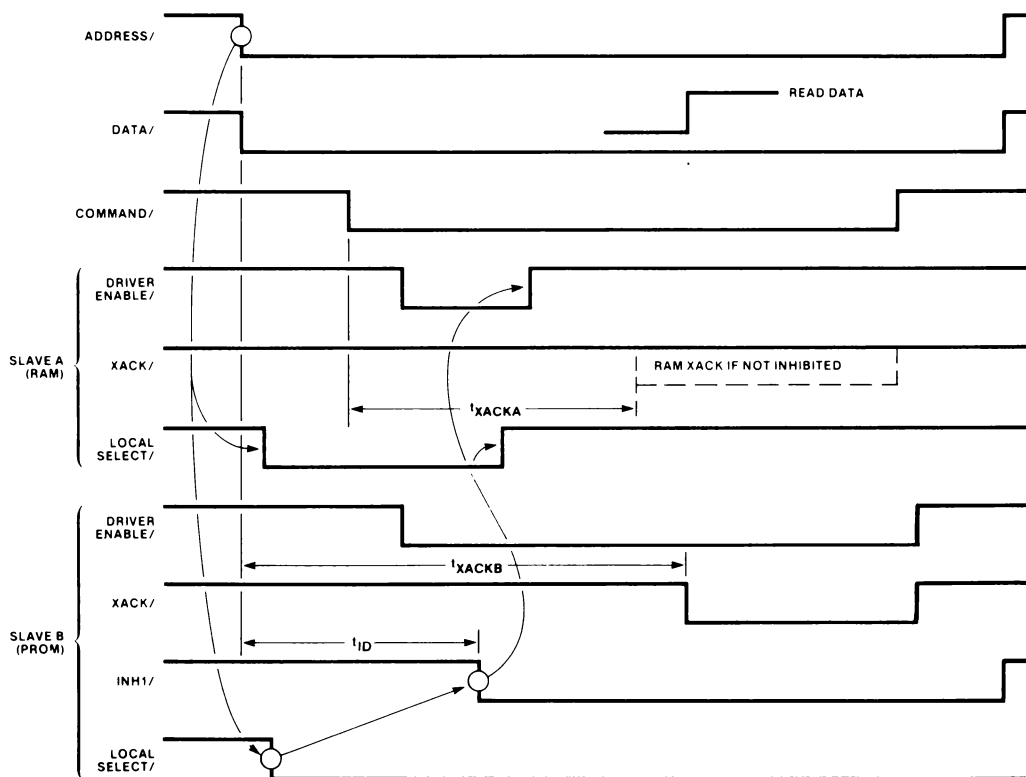 ADDRESS/
READ DATA
DATA/
COMMAND/
DRIVER
ENABLE/
SLAVE A
(RAM)
XACK/
RAM XACK IF NOT INHIBITED
tXACKA
LOCAL
SELECT/
DRIVER
ENABLE/
tXACKB
XACK/
SLAVE B
(PROM)
tID
INH1/
LOCAL
SELECT/